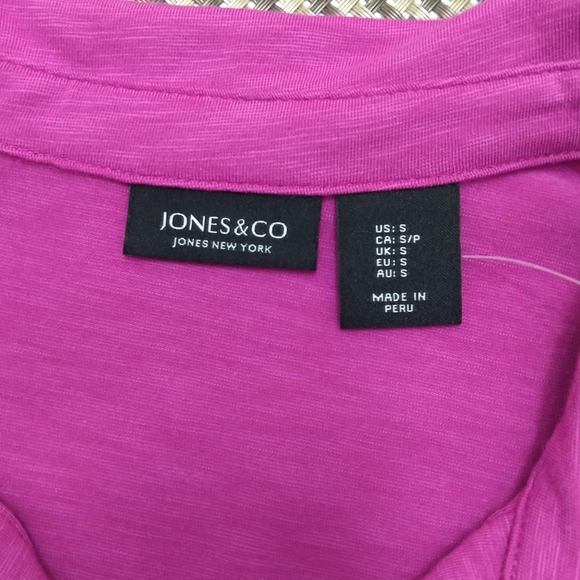 JONES&CO
JONES NEW YORK
US: S
CA: S/P
UK: S
EU: S
AU: S
MADE IN
PERU